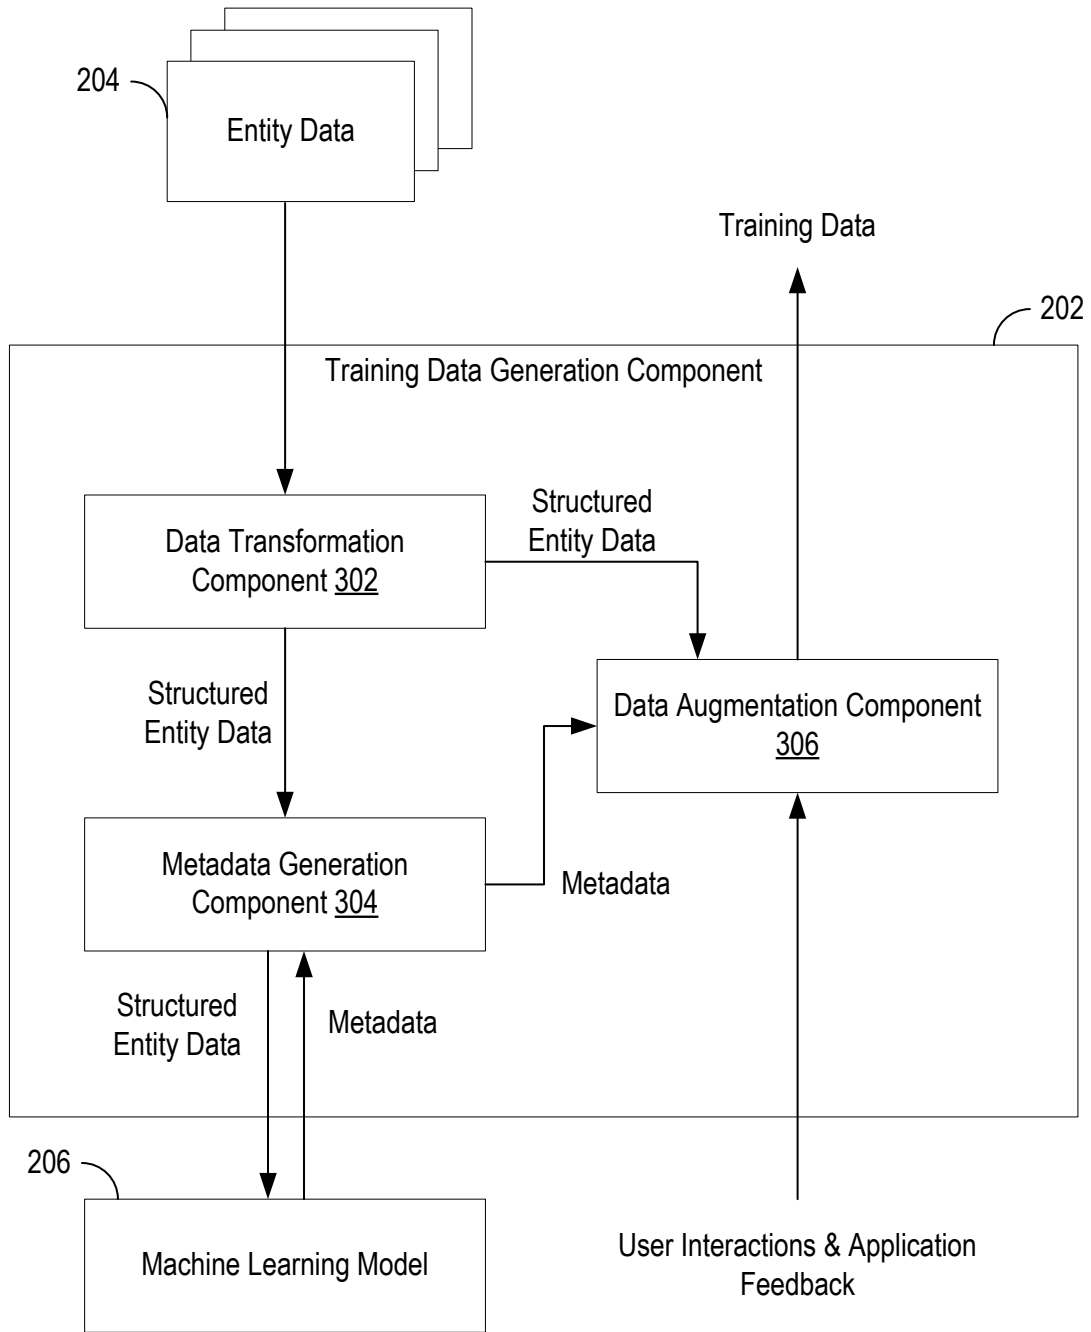 204
Entity Data
Training Data
202
Training Data Generation Component
Structured
Entity Data
Data Transformation
Component 302
Structured
Entity Data
Data Augmentation Component
306
Metadata Generation
Component 304
Metadata
Structured
Entity Data
Metadata
206
Machine Learning Model
User Interactions & Application
Feedback